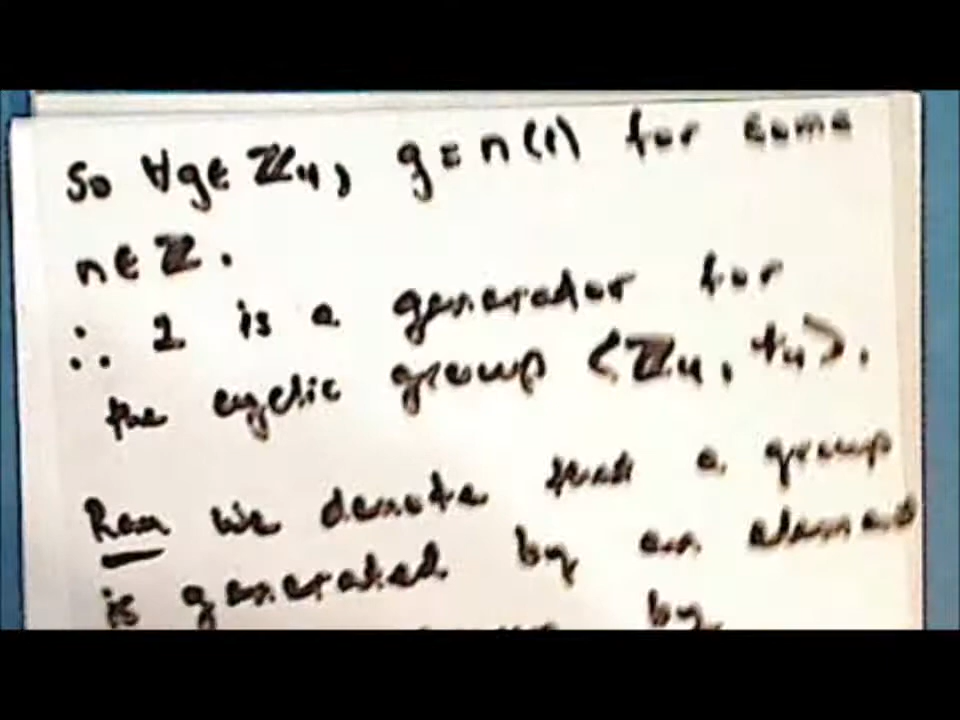 So ∀g∈ ℤ₄, g = n(1) for some
n∈ℤ.
∴ 1 is a generator for
the cyclic group <ℤ₄, +₄>.
Rem We denote that a group
is generated by an element
by